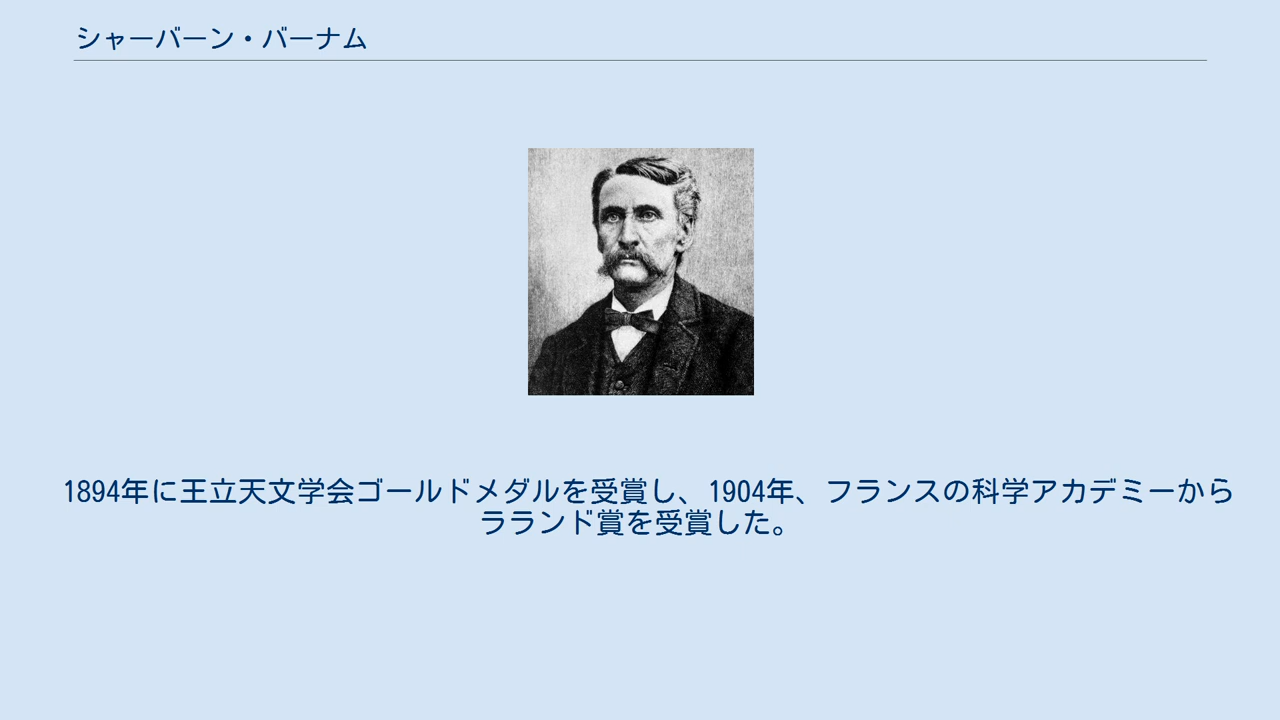 シャーバーン・バーナム
1894年に王立天文学会ゴールドメダルを受賞し、1904年、フランスの科学アカデミーから
ラランド賞を受賞した。